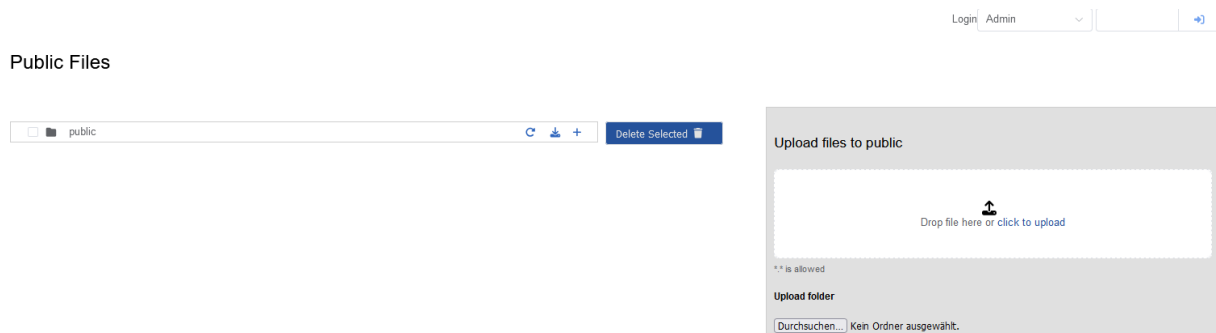 Login Admin
Public Files
public
Delete Selected
Upload files to public
Drop file here or click to upload
*.* is allowed
Upload folder
Durchsuchen... Kein Ordner ausgewählt.